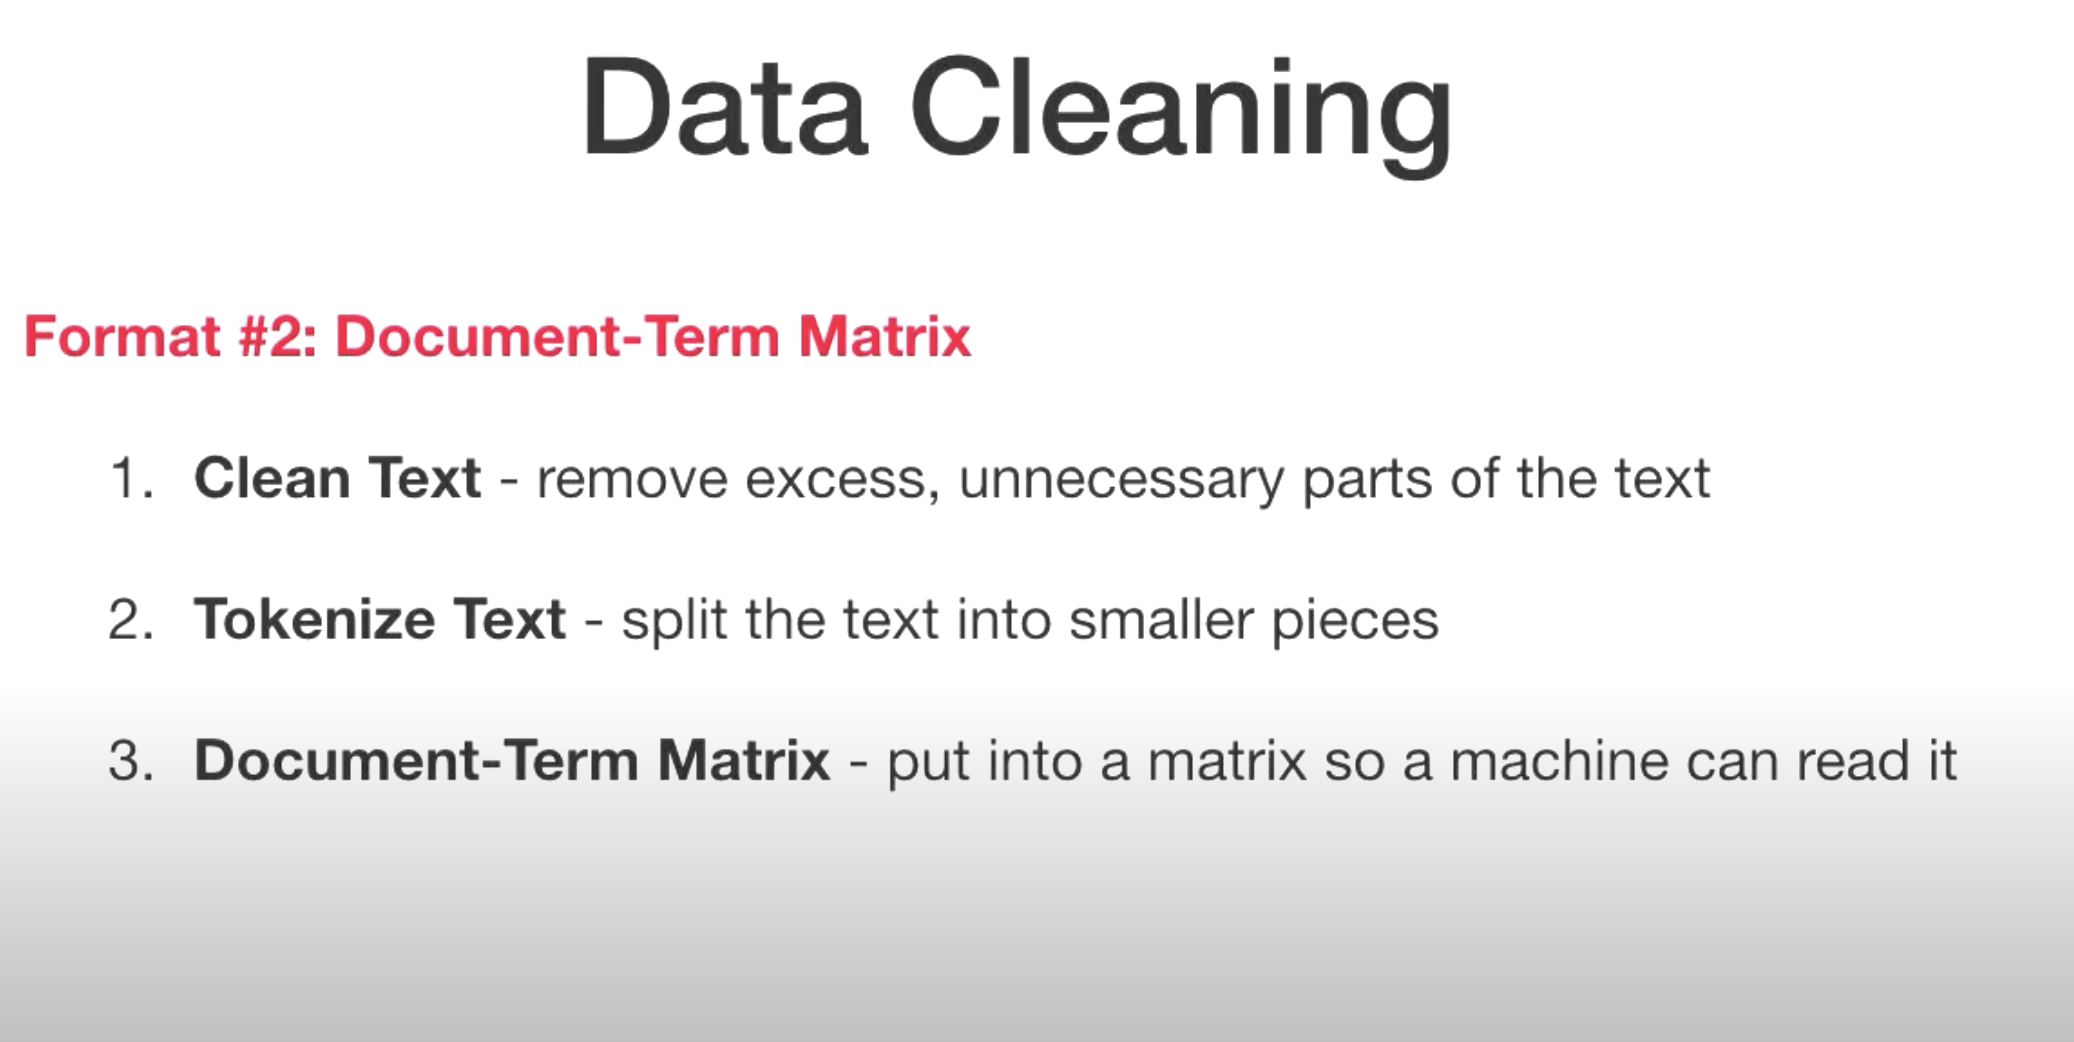 Data Cleaning
Format #2: Document-Term Matrix
1. Clean Text - remove excess, unnecessary parts of the text
2. Tokenize Text - split the text into smaller pieces
3. Document-Term Matrix - put into a matrix so a machine can read it